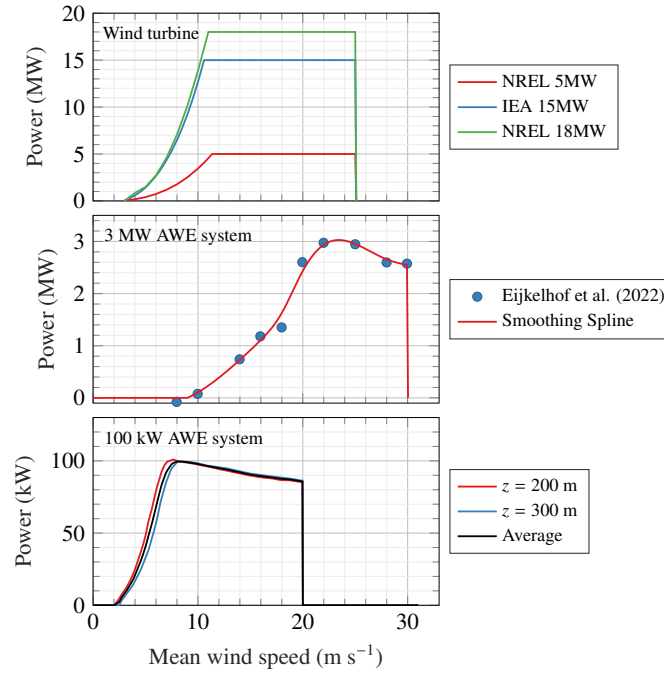 20
15
10
5
0
Power (MW)
Wind turbine
NREL 5MW
IEA 15MW
NREL 18MW
3
2
1
0
Power (MW)
3 MW AWE system
Eijkelhof et al. (2022)
Smoothing Spline
100
50
0
Power (kW)
100 kW AWE system
z = 200 m
z = 300 m
Average
0 10 20 30
Mean wind speed (m s⁻¹)